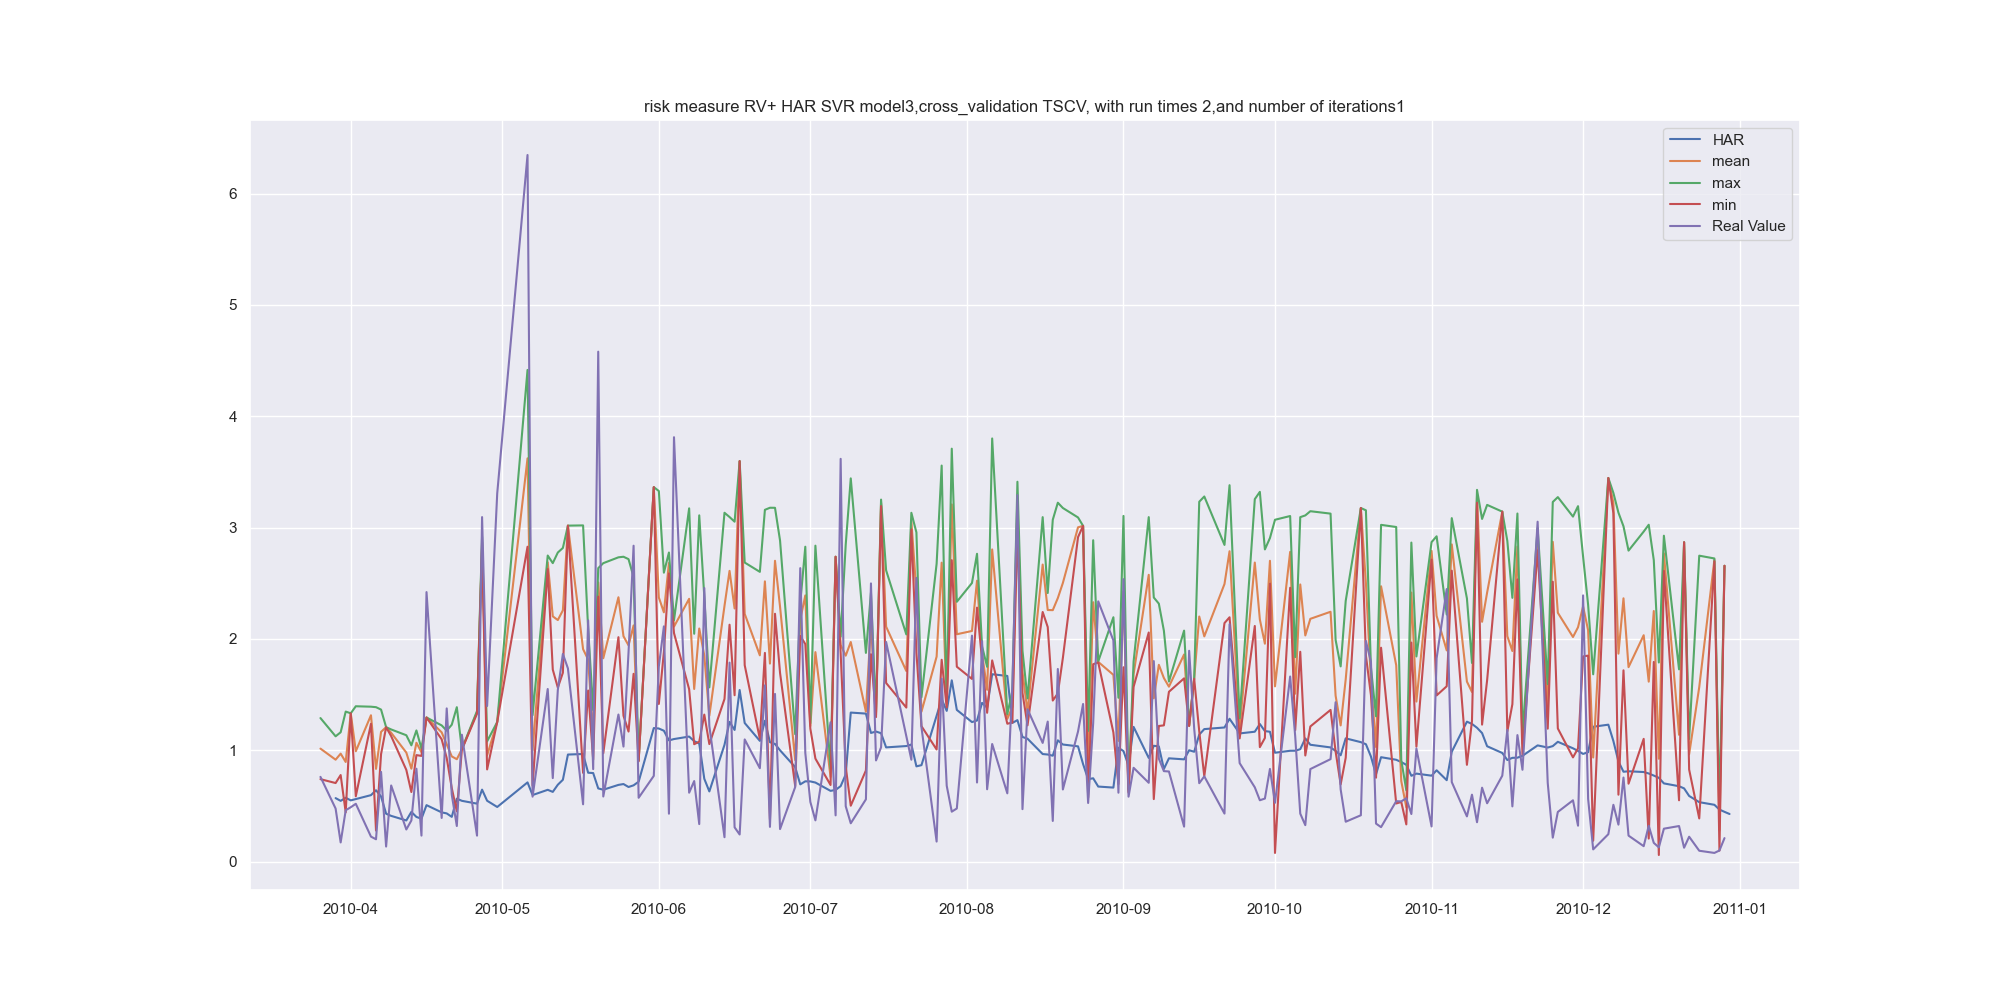 risk measure RV+ HAR SVR model3,cross_validation TSCV, with run times 2,and number of iterations1
HAR
mean
max
min
Real Value
6
5
4
3
2
1
0
2010-04 2010-05 2010-06 2010-07 2010-08 2010-09 2010-10 2010-11 2010-12 2011-01